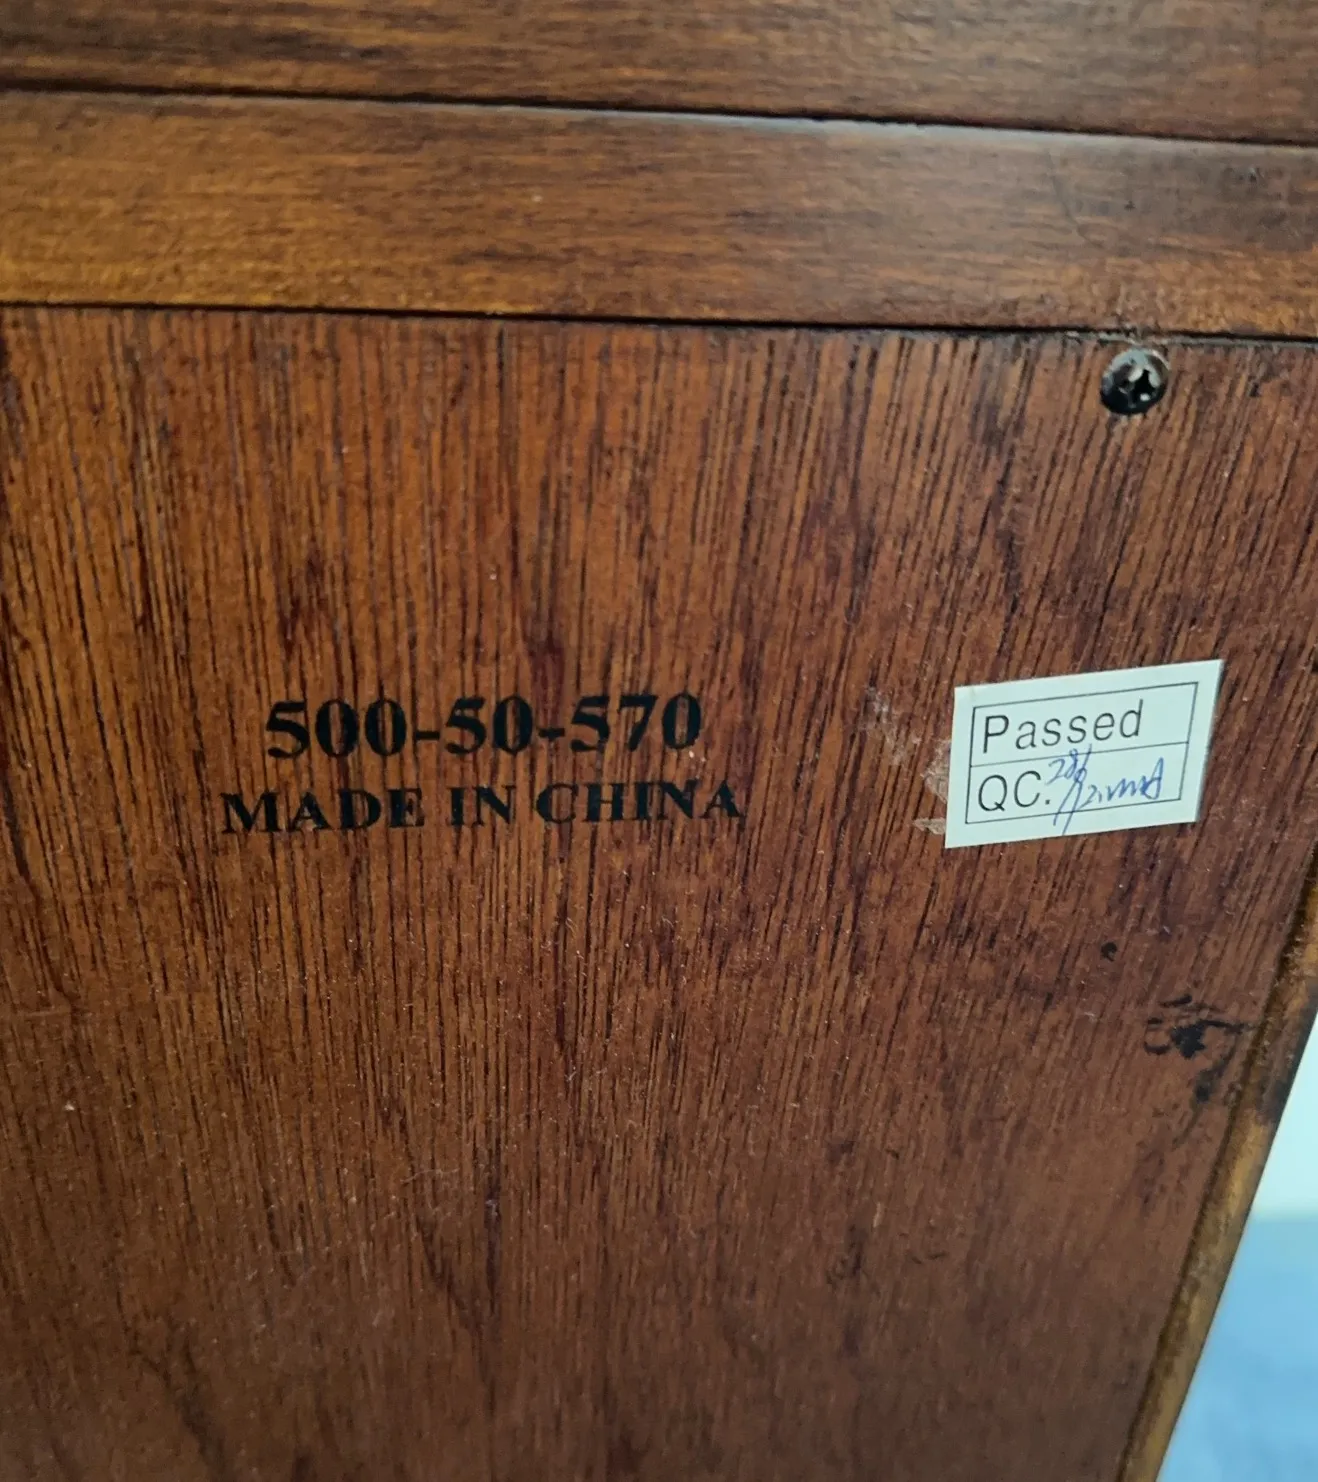 500-50-570
MADE IN CHINA
Passed
QC.